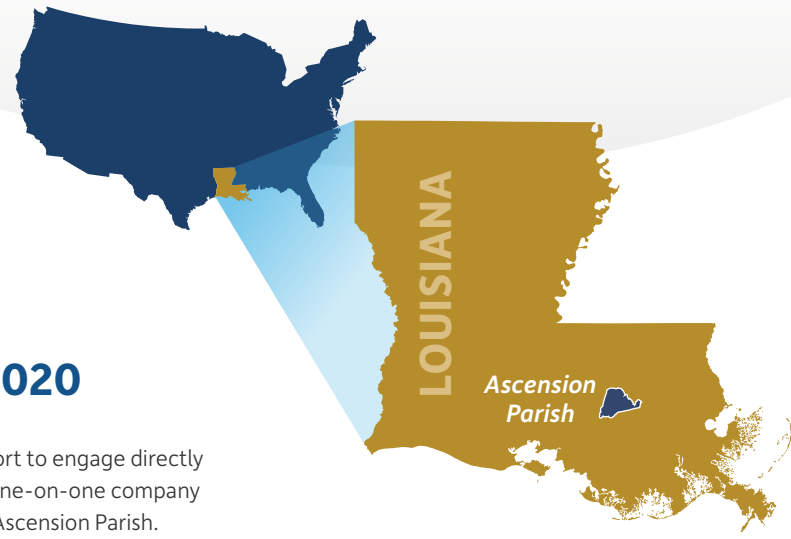 LOUISIANA
Ascension
Parish
020
ort to engage directly
ne-on-one company
Ascension Parish.